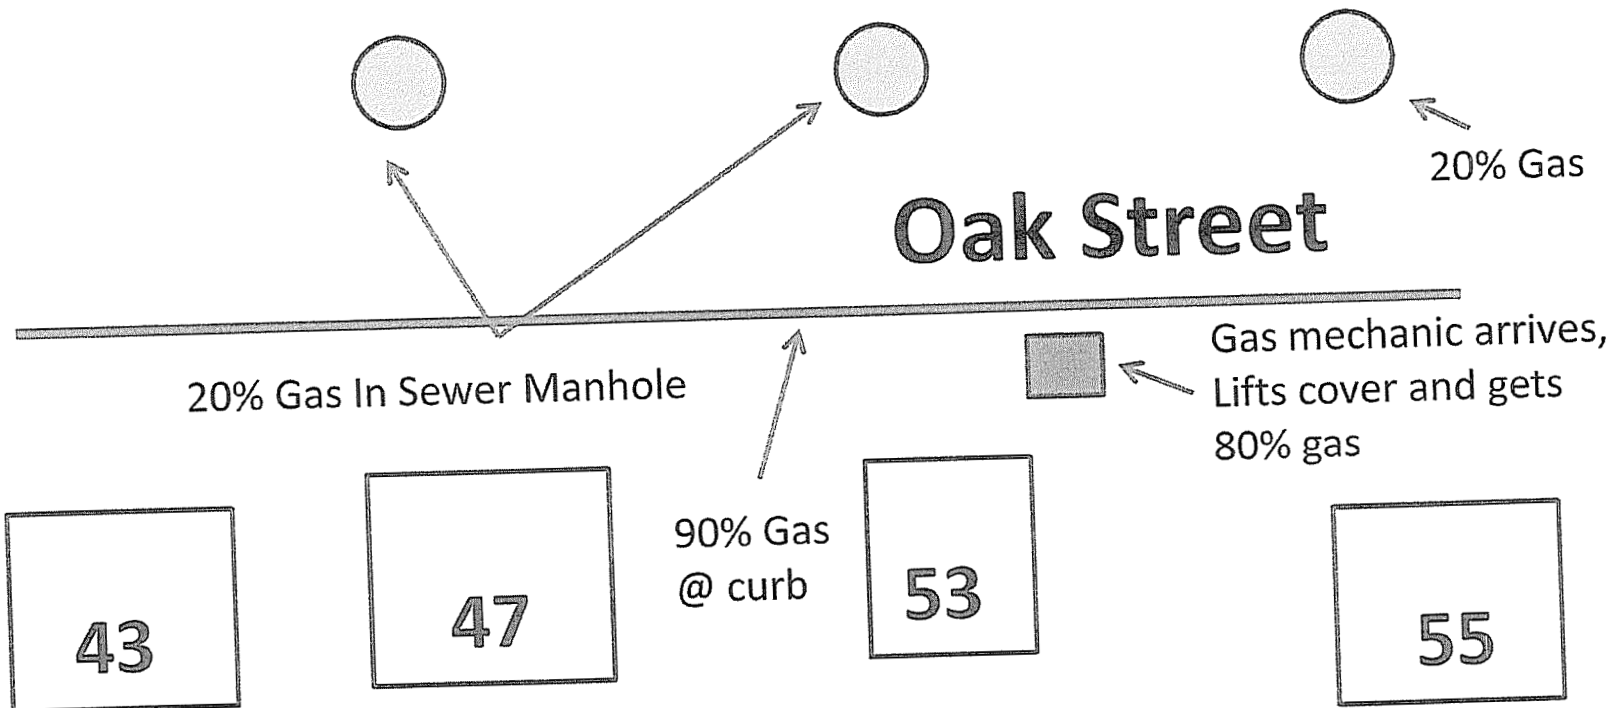 20% Gas
Oak Street
Gas mechanic arrives,
Lifts cover and gets
80% gas
20% Gas In Sewer Manhole
90% Gas
@ curb
43
47
53
55